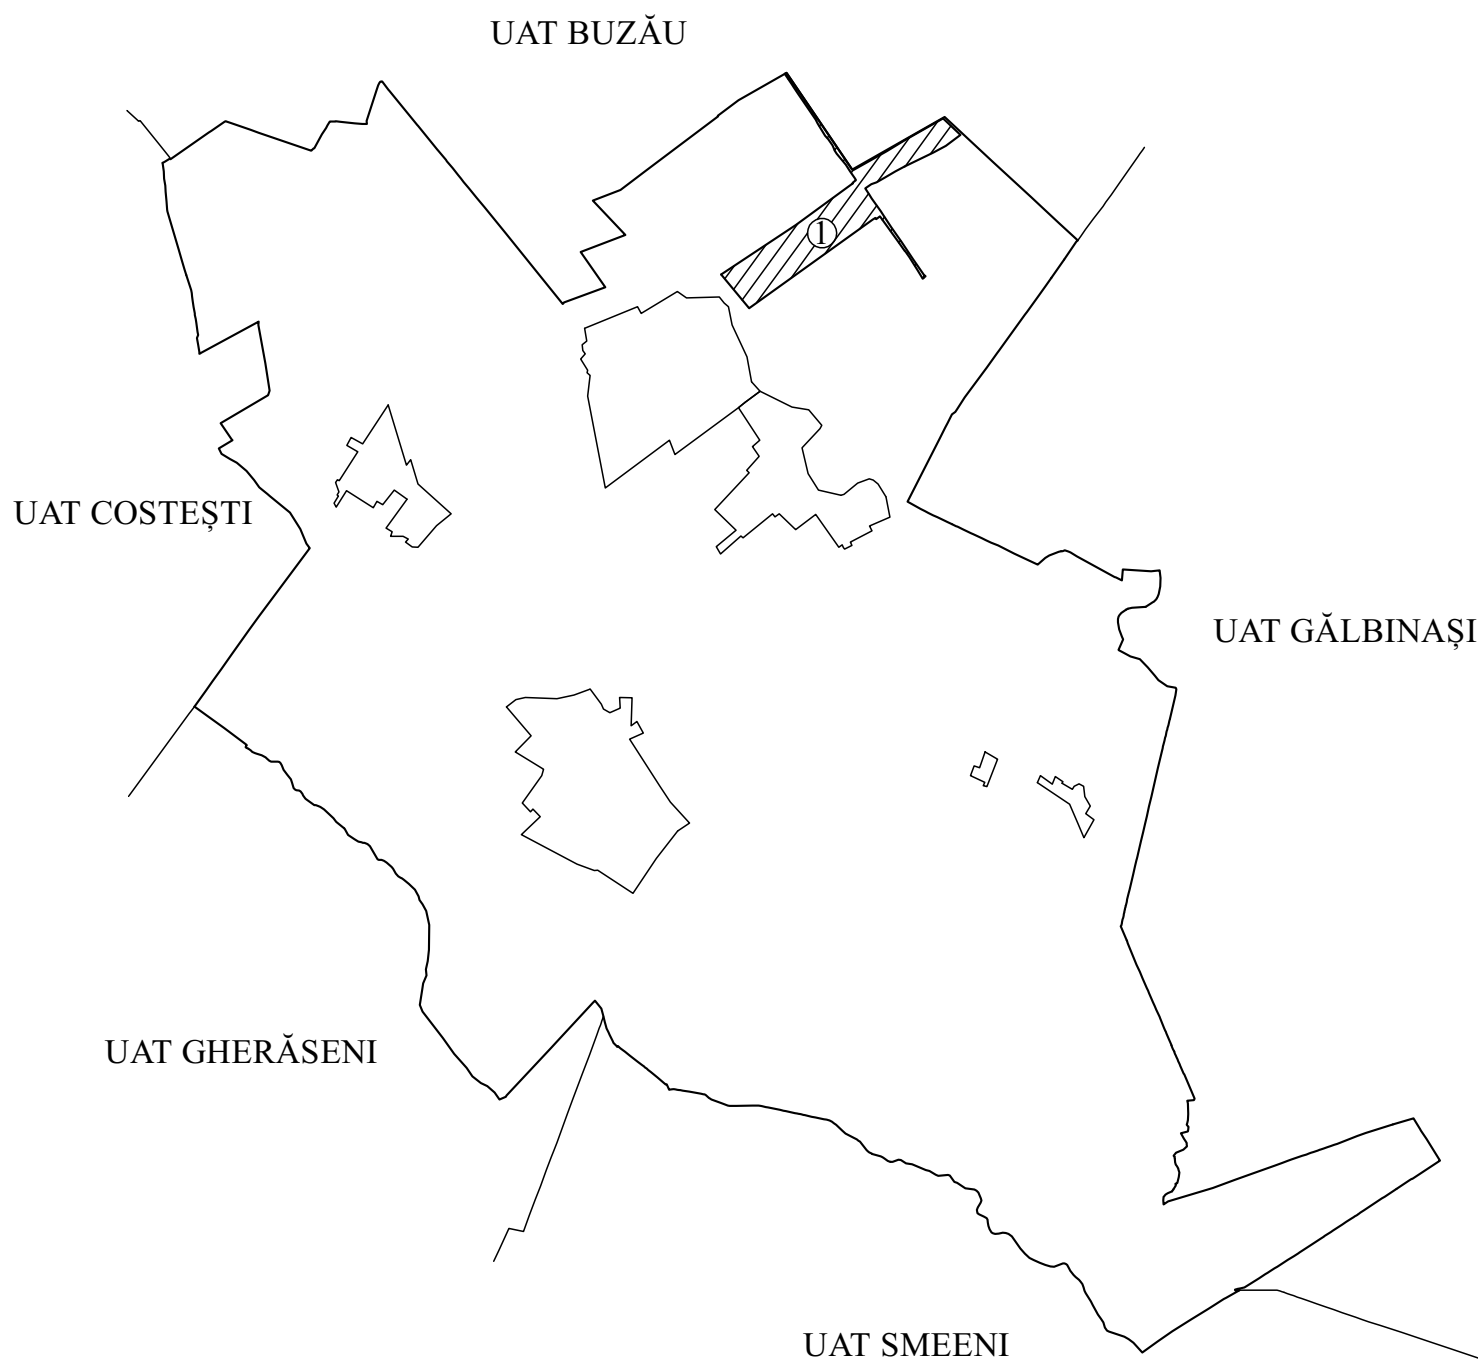 UAT BUZĂU
1
UAT COSTEȘTI
UAT GĂLBINAȘI
UAT GHERĂSENI
UAT SMEENI